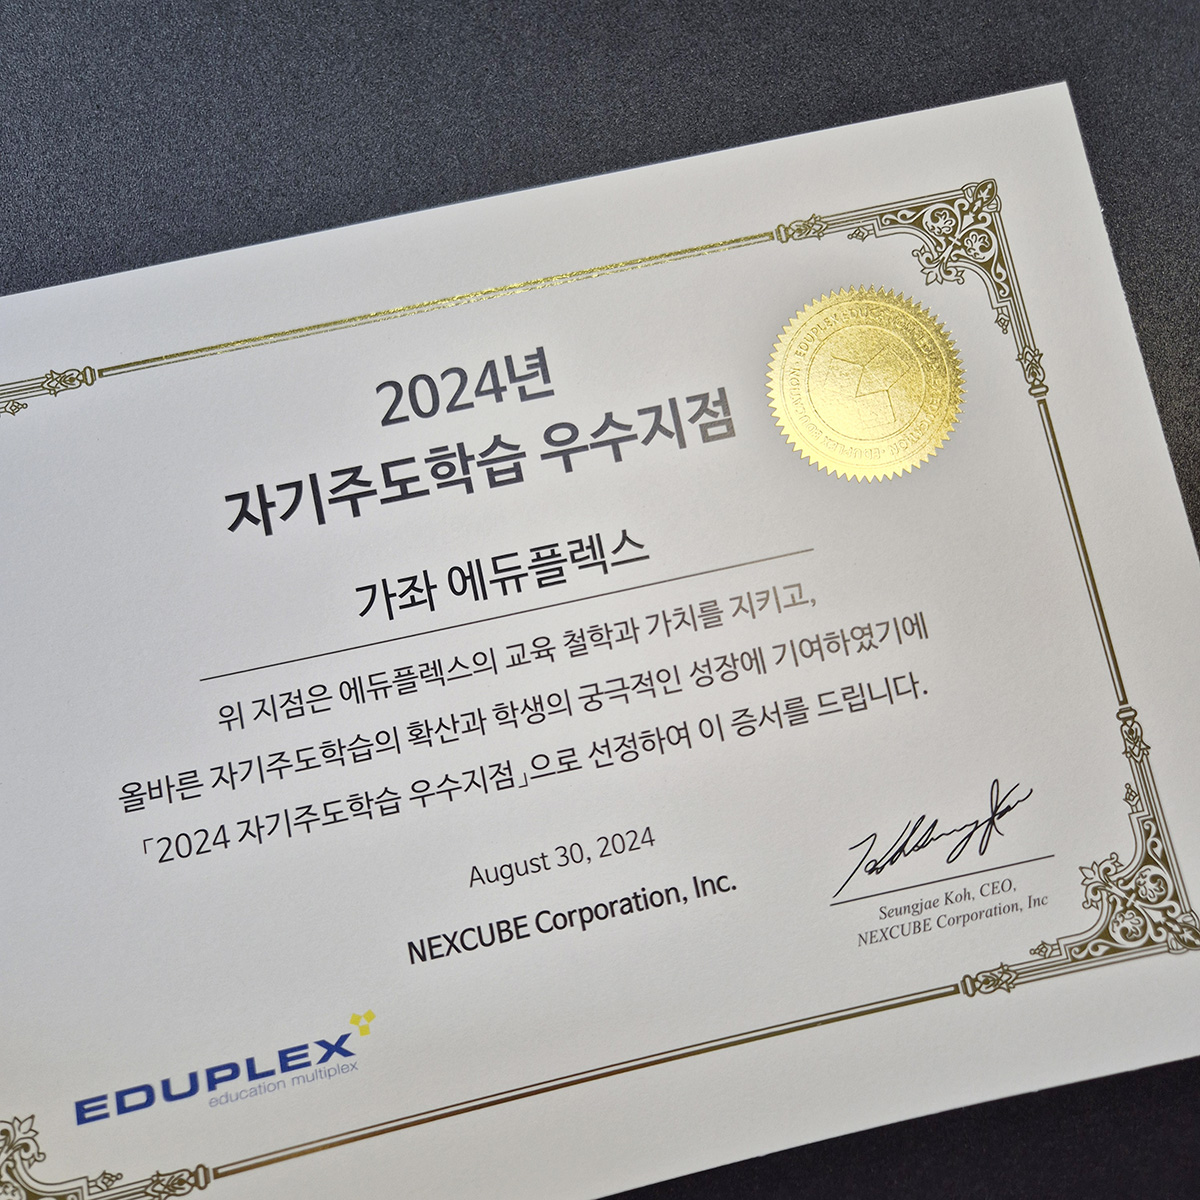 2024년
자기주도학습 우수지점
가좌 에듀플렉스
위 지점은 에듀플렉스의 교육 철학과 가치를 지키고,
올바른 자기주도학습의 확산과 학생의 궁극적인 성장에 기여하였기에
「2024 자기주도학습 우수지점」으로 선정하여 이 증서를 드립니다.
August 30, 2024
NEXCUBE Corporation, Inc.
Seungjae Koh, CEO,
NEXCUBE Corporation, Inc
EDUPLEX
education multiplex
EDUPLEX EDUCATION